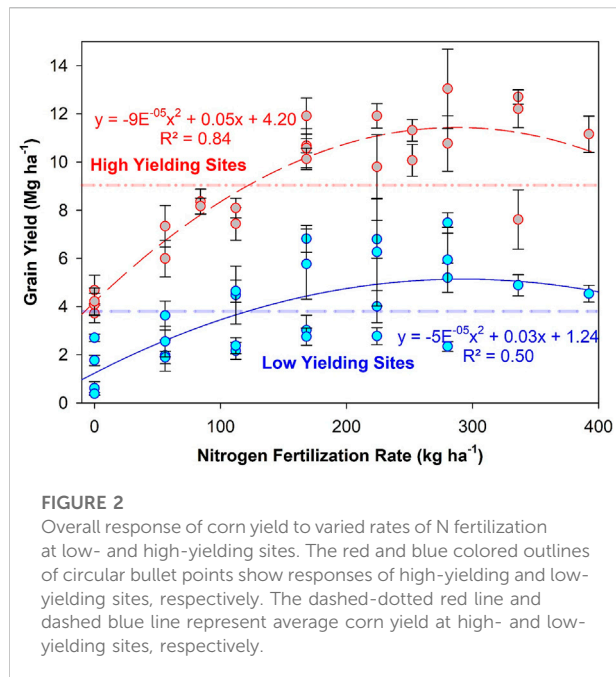 14
12
10
8
6
4
2
0
Grain Yield (Mg ha⁻¹)
y = -9E⁻⁰⁵x² + 0.05x + 4.20
R² = 0.84
High Yielding Sites
y = -5E⁻⁰⁵x² + 0.03x + 1.24
R² = 0.50
Low Yielding Sites
0 100 200 300 400
Nitrogen Fertilization Rate (kg ha⁻¹)
FIGURE 2
Overall response of corn yield to varied rates of N fertilization
at low- and high-yielding sites. The red and blue colored outlines
of circular bullet points show responses of high-yielding and low-
yielding sites, respectively. The dashed-dotted red line and
dashed blue line represent average corn yield at high- and low-
yielding sites, respectively.